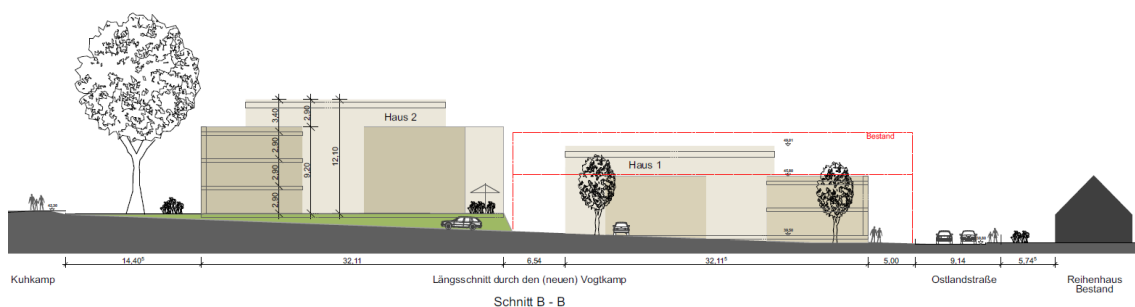 Haus 2
Bestand
Haus 1
3,40
2,90
2,90
2,90
2,90
2,90
9,20
12,10
14,40⁵
32,11
6,54
32,11⁵
5,00
9,14
5,74⁵
Kuhkamp
Längsschnitt durch den (neuen) Vogtkamp
Ostlandstraße
Reihenhaus
Bestand
Schnitt B - B